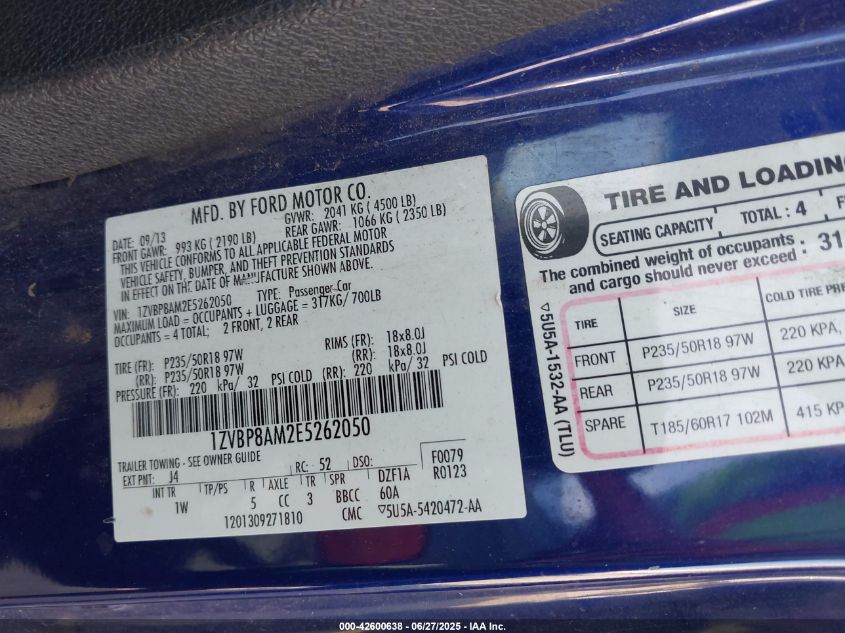 MFD. BY FORD MOTOR CO.
DATE: 09/13 GVWR: 2041 KG ( 4500 LB)
FRONT GAWR: 993 KG ( 2190 LB) REAR GAWR: 1066 KG ( 2350 LB)
THIS VEHICLE CONFORMS TO ALL APPLICABLE FEDERAL MOTOR
VEHICLE SAFETY, BUMPER, AND THEFT PREVENTION STANDARDS
IN EFFECT ON THE DATE OF MANUFACTURE SHOWN ABOVE.
VIN: 1ZVBP8AM2E5262050 TYPE: Passenger Car
MAXIMUM LOAD = OCCUPANTS + LUGGAGE = 317KG/ 700LB
OCCUPANTS = 4 TOTAL; 2 FRONT, 2 REAR
TIRE (FR): P235/50R18 97W RIMS (FR): 18x8.0J
(RR): P235/50R18 97W (RR): 18x8.0J
PRESSURE (FR): 220 kPa/ 32 PSI COLD (RR): 220 kPa/ 32 PSI COLD
1ZVBP8AM2E5262050
TRAILER TOWING - SEE OWNER GUIDE
EXT PNT: J4 RC: 52 DSO: F0079
R0123
INT TR TP/PS R AXLE TR SPR DZF1A
1W 5 CC 3 BBCC 60A
1201309271810 CMC ▽5U5A-5420472-AA
▽5U5A-1532-AA (TLU)
TIRE AND LOADING
SEATING CAPACITY TOTAL : 4 F
The combined weight of occupants
and cargo should never exceed : 31
TIRE SIZE COLD TIRE PRE
FRONT P235/50R18 97W 220 KPA,
REAR P235/50R18 97W 220 KPA
SPARE T185/60R17 102M 415 KP
000-42600638 - 06/27/2025 - IAA Inc.